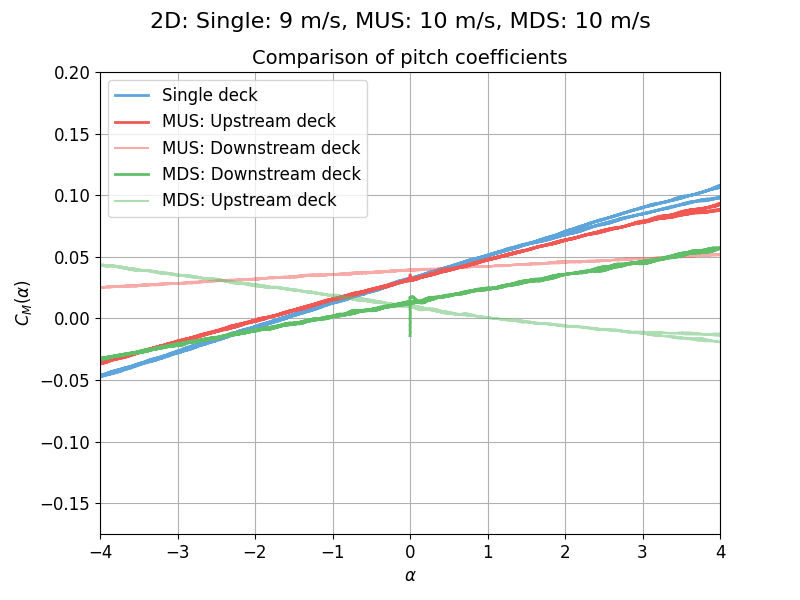 2D: Single: 9 m/s, MUS: 10 m/s, MDS: 10 m/s
Comparison of pitch coefficients
Single deck
MUS: Upstream deck
MUS: Downstream deck
MDS: Downstream deck
MDS: Upstream deck
0.20
0.15
0.10
0.05
0.00
−0.05
−0.10
−0.15
C_M(α)
−4 −3 −2 −1 0 1 2 3 4
α